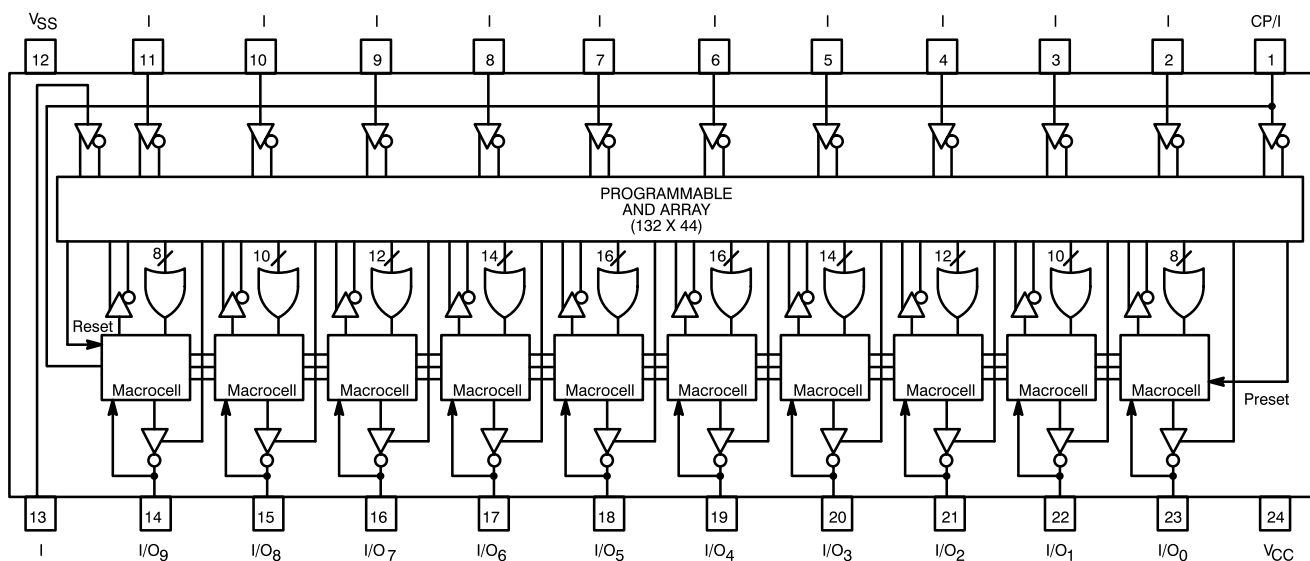 V_SS I I I I I I I I I I CP/I
12 11 10 9 8 7 6 5 4 3 2 1
PROGRAMMABLE
AND ARRAY
(132 X 44)
8 10 12 14 16 16 14 12 10 8
Reset
Macrocell Macrocell Macrocell Macrocell Macrocell Macrocell Macrocell Macrocell Macrocell Macrocell
Preset
13 14 15 16 17 18 19 20 21 22 23 24
I I/O9 I/O8 I/O7 I/O6 I/O5 I/O4 I/O3 I/O2 I/O1 I/O0 VCC